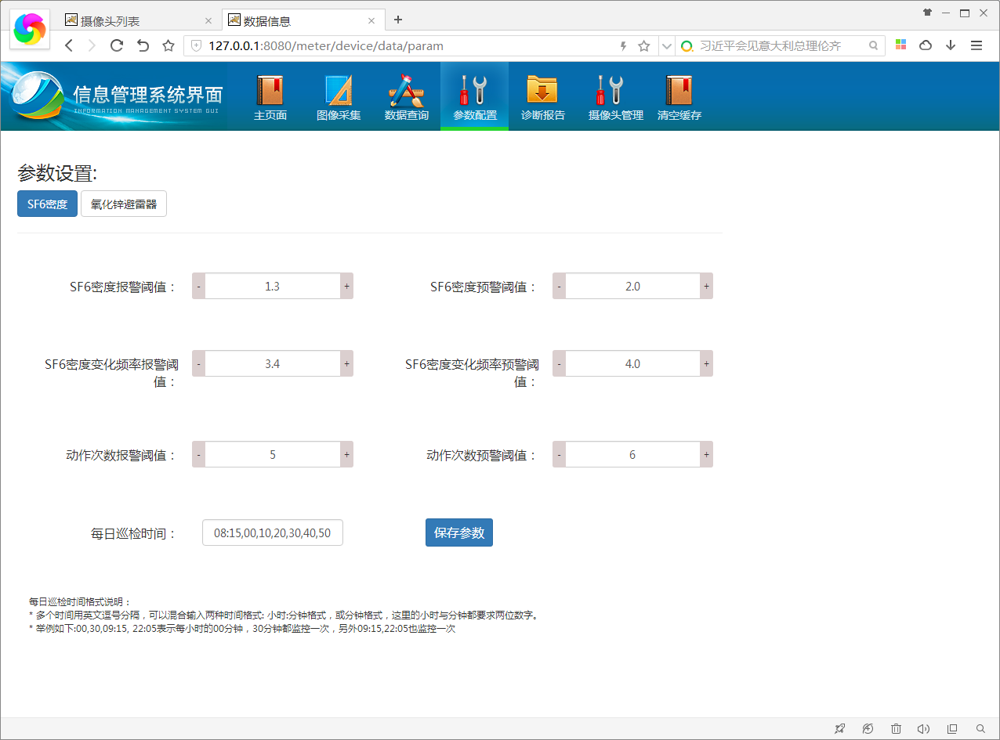 摄像头列表
数据信息
127.0.0.1:8080/meter/device/data/param
习近平会见意大利总理伦齐
信息管理系统界面
INFORMATION MANAGEMENT SYSTEM GUI
主页面
图像采集
数据查询
参数配置
诊断报告
摄像头管理
清空缓存
参数设置:
SF6密度
氧化锌避雷器
SF6密度报警阈值：
- 1.3 +
SF6密度预警阈值：
- 2.0 +
SF6密度变化频率报警阈
值：
- 3.4 +
SF6密度变化频率预警阈
值：
- 4.0 +
动作次数报警阈值：
- 5 +
动作次数预警阈值：
- 6 +
每日巡检时间：
08:15,00,10,20,30,40,50
保存参数
每日巡检时间格式说明：
* 多个时间用英文逗号分隔，可以混合输入两种时间格式: 小时:分钟格式，或分钟格式，这里的小时与分钟都要求两位数字。
* 举例如下:00,30,09:15, 22:05表示每小时的00分钟，30分钟都监控一次，另外09:15,22:05也监控一次